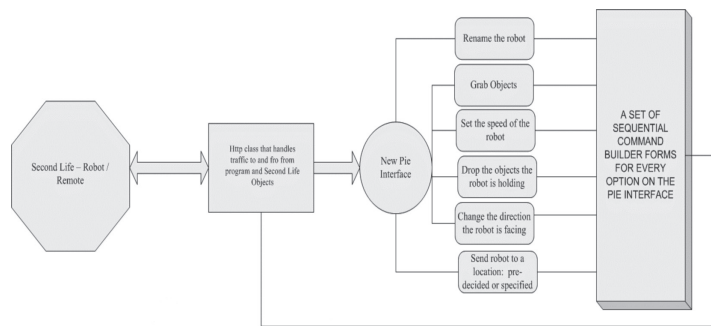 Second Life – Robot /
Remote
Http class that handles
traffic to and fro from
program and Second Life
Objects
New Pie
Interface
Rename the robot
Grab Objects
Set the speed of the
robot
Drop the objects the
robot is holding
Change the direction
the robot is facing
Send robot to a
location: pre-
decided or specified
A SET OF
SEQUENTIAL
COMMAND
BUILDER FORMS
FOR EVERY
OPTION ON THE
PIE INTERFACE